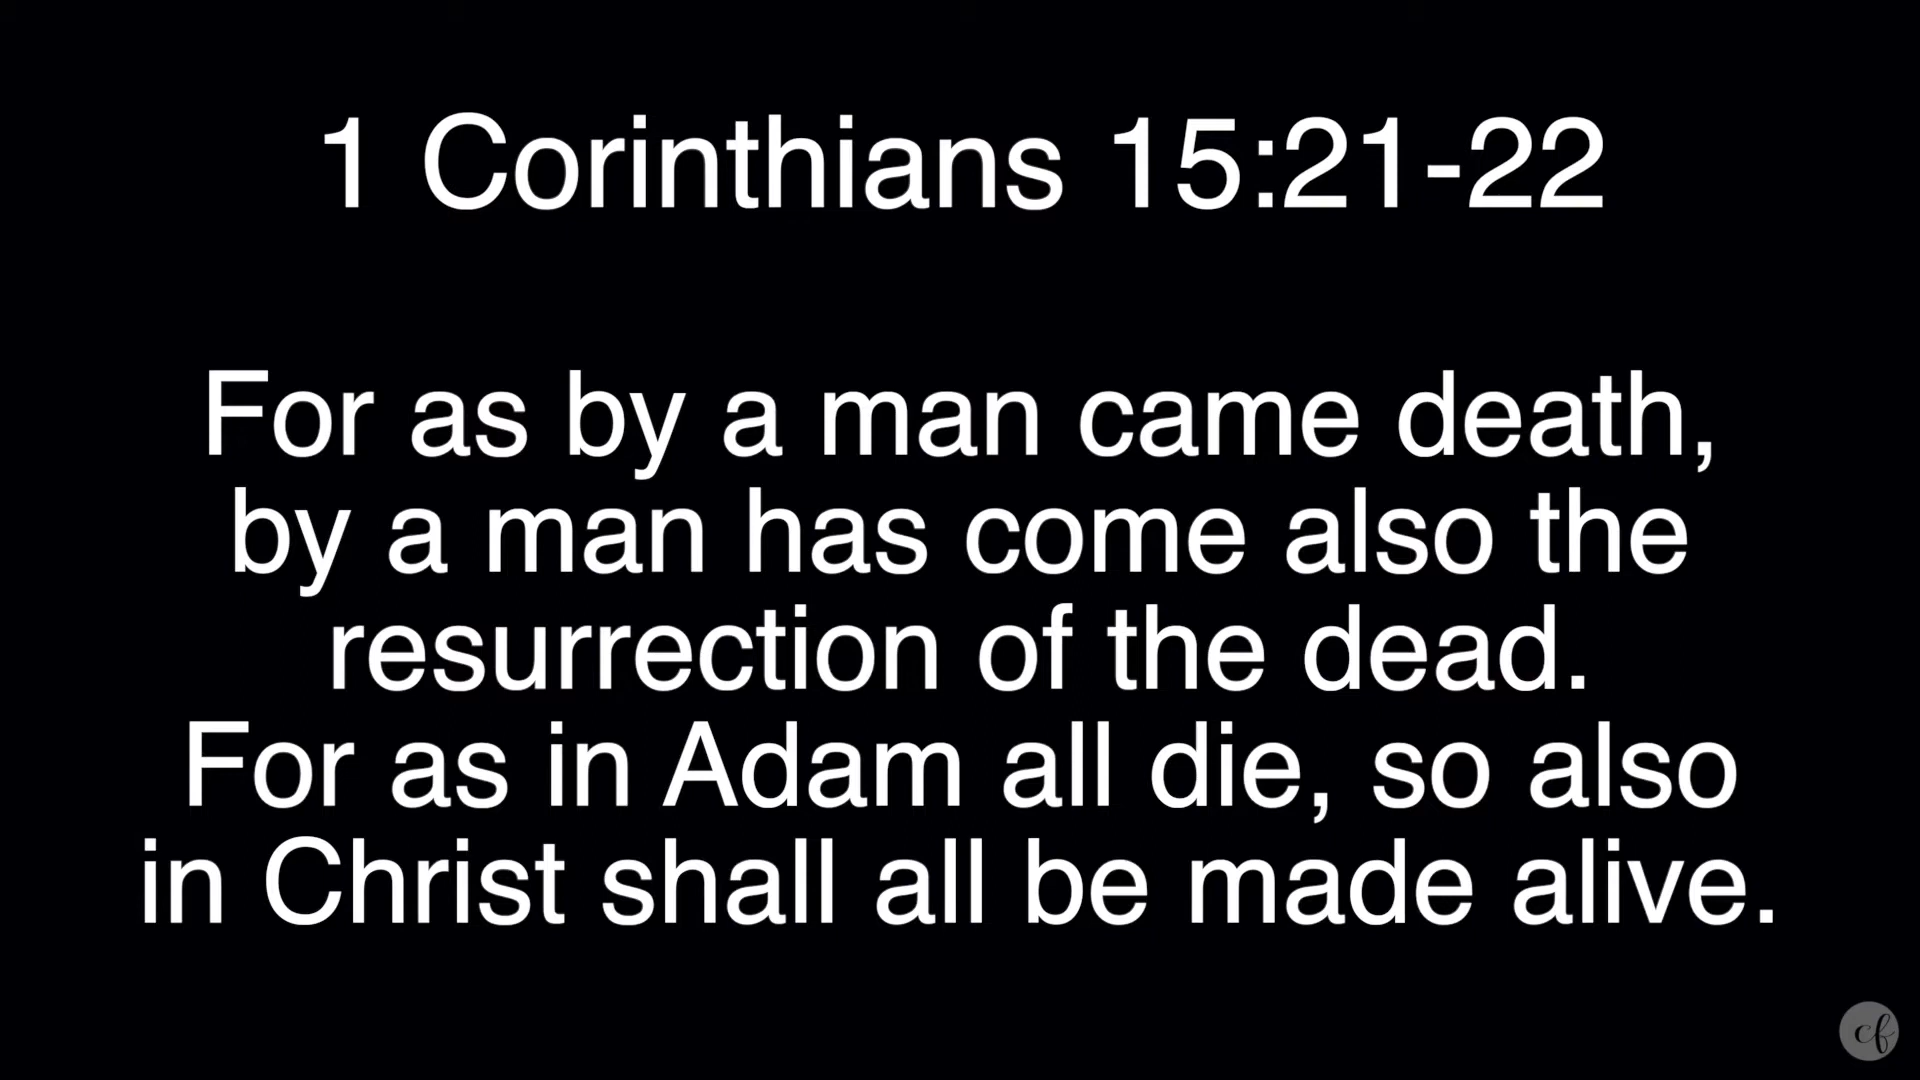 1 Corinthians 15:21-22
For as by a man came death,
by a man has come also the
resurrection of the dead.
For as in Adam all die, so also
in Christ shall all be made alive.
cf